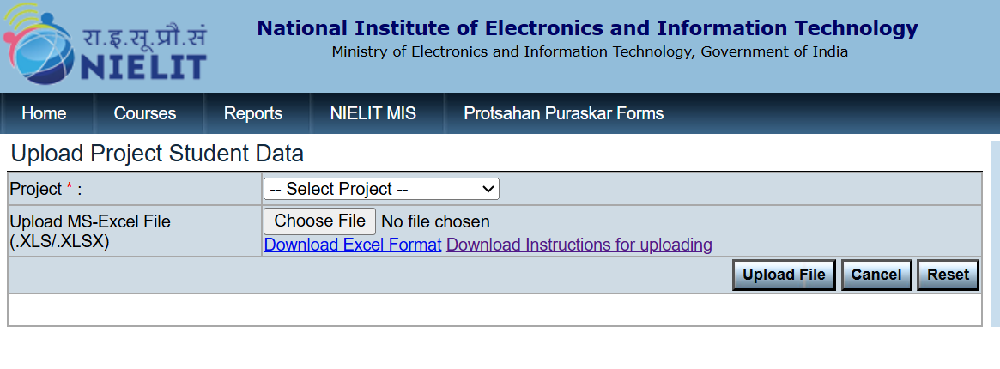 रा.इ.सू.प्रौ.सं
NIELIT
National Institute of Electronics and Information Technology
Ministry of Electronics and Information Technology, Government of India
Home Courses Reports NIELIT MIS Protsahan Puraskar Forms
Upload Project Student Data
Project * : -- Select Project --
Upload MS-Excel File
(.XLS/.XLSX)
Choose File No file chosen
Download Excel Format Download Instructions for uploading
Upload File Cancel Reset